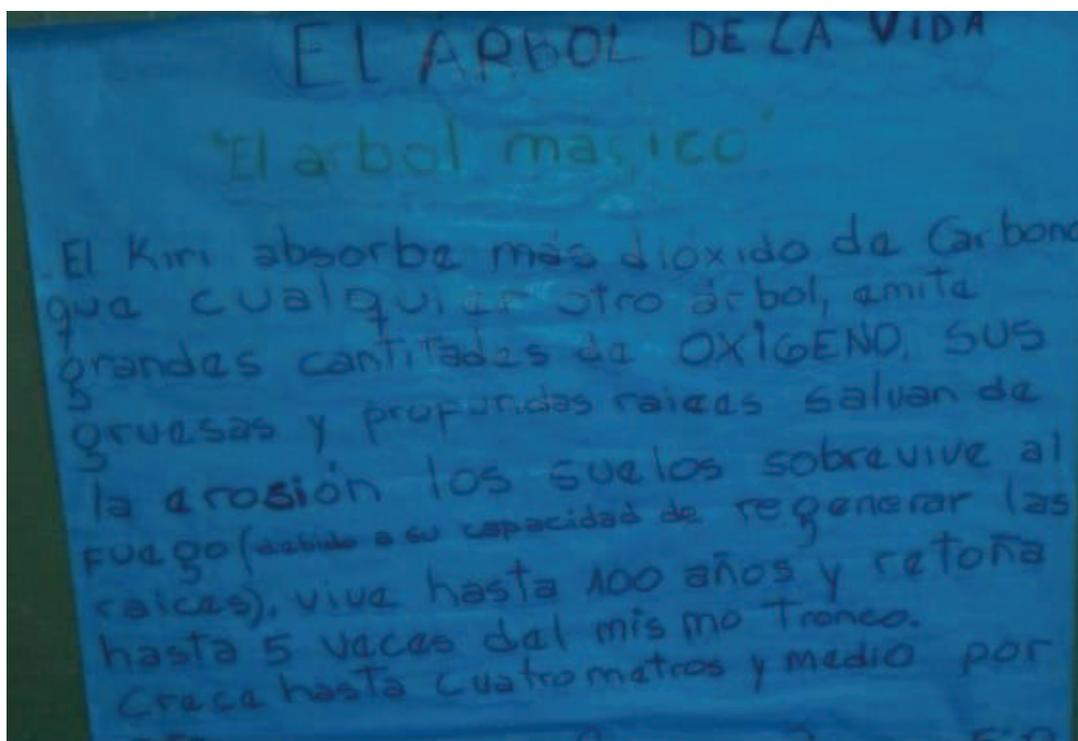 EL ARbOL DE LA VIDA
"El arbol magico"
El Kiri absorbe más dióxido de Carbono
que cualquier otro árbol, emite
grandes cantitades de OXIGENO. SUS
gruesas y profundas raices salvan de
la erosión los suelos sobrevive al
fuego (debido a su capacidad de regenerar las
raices), vive hasta 100 años y retoña
hasta 5 veces del mismo Tronco.
Crece hasta cuatro metros y medio por